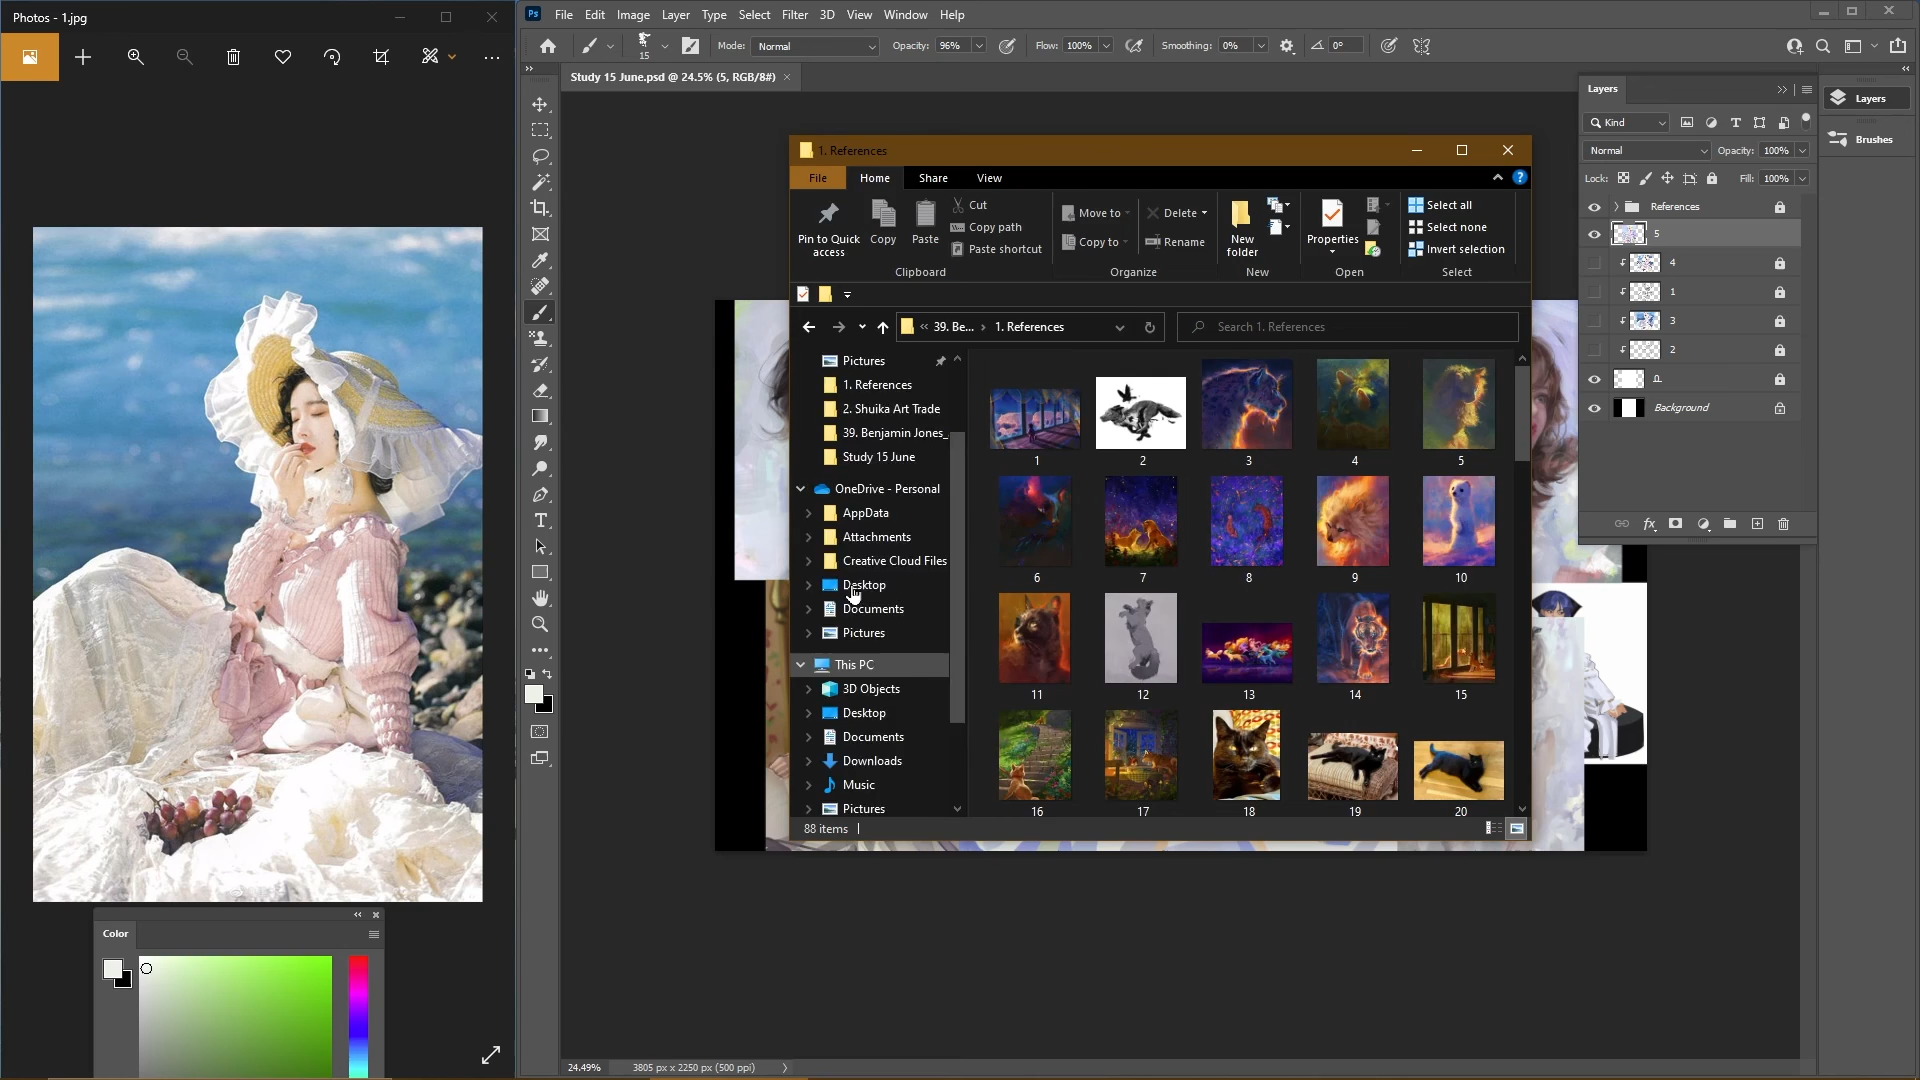 Photos - 1.jpg
Ps File Edit Image Layer Type Select Filter 3D View Window Help
15 Mode: Normal Opacity: 96% Flow: 100% Smoothing: 0% 0°
Study 15 June.psd @ 24.5% (5, RGB/8#)
Layers
Kind
Normal Opacity: 100%
Lock: Fill: 100%
References
5
4
1
3
2
Background
Layers
Brushes
1. References
File Home Share View
Pin to Quick access
Copy
Paste
Cut
Copy path
Paste shortcut
Clipboard
Move to
Copy to
Delete
Rename
Organize
New folder
New
Properties
Open
Select all
Select none
Invert selection
Select
39. Be... 1. References
Search 1. References
Pictures
1. References
2. Shuika Art Trade
39. Benjamin Jones_
Study 15 June
OneDrive - Personal
AppData
Attachments
Creative Cloud Files
Desktop
Documents
Pictures
This PC
3D Objects
Desktop
Documents
Downloads
Music
Pictures
1 2 3 4 5
6 7 8 9 10
11 12 13 14 15
16 17 18 19 20
88 items
Color
24.49% 3805 px x 2250 px (500 ppi)